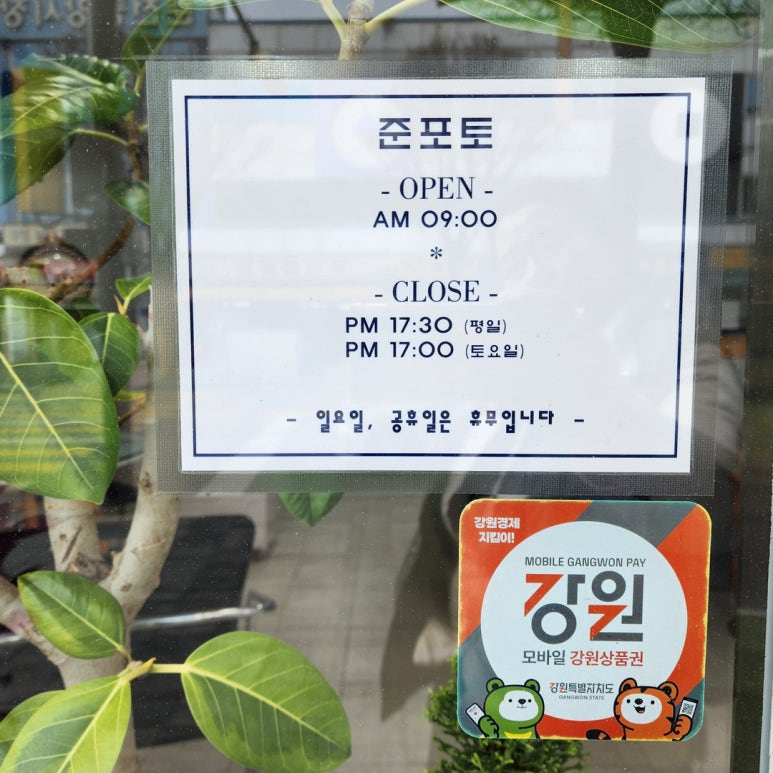 준포토
- OPEN -
AM 09:00
*
- CLOSE -
PM 17:30 (평일)
PM 17:00 (토요일)
- 일요일, 공휴일은 휴무입니다 -
강원경제
지킴이!
MOBILE GANGWON PAY
강원
모바일 강원상품권
강원특별자치도
GANGWON STATE